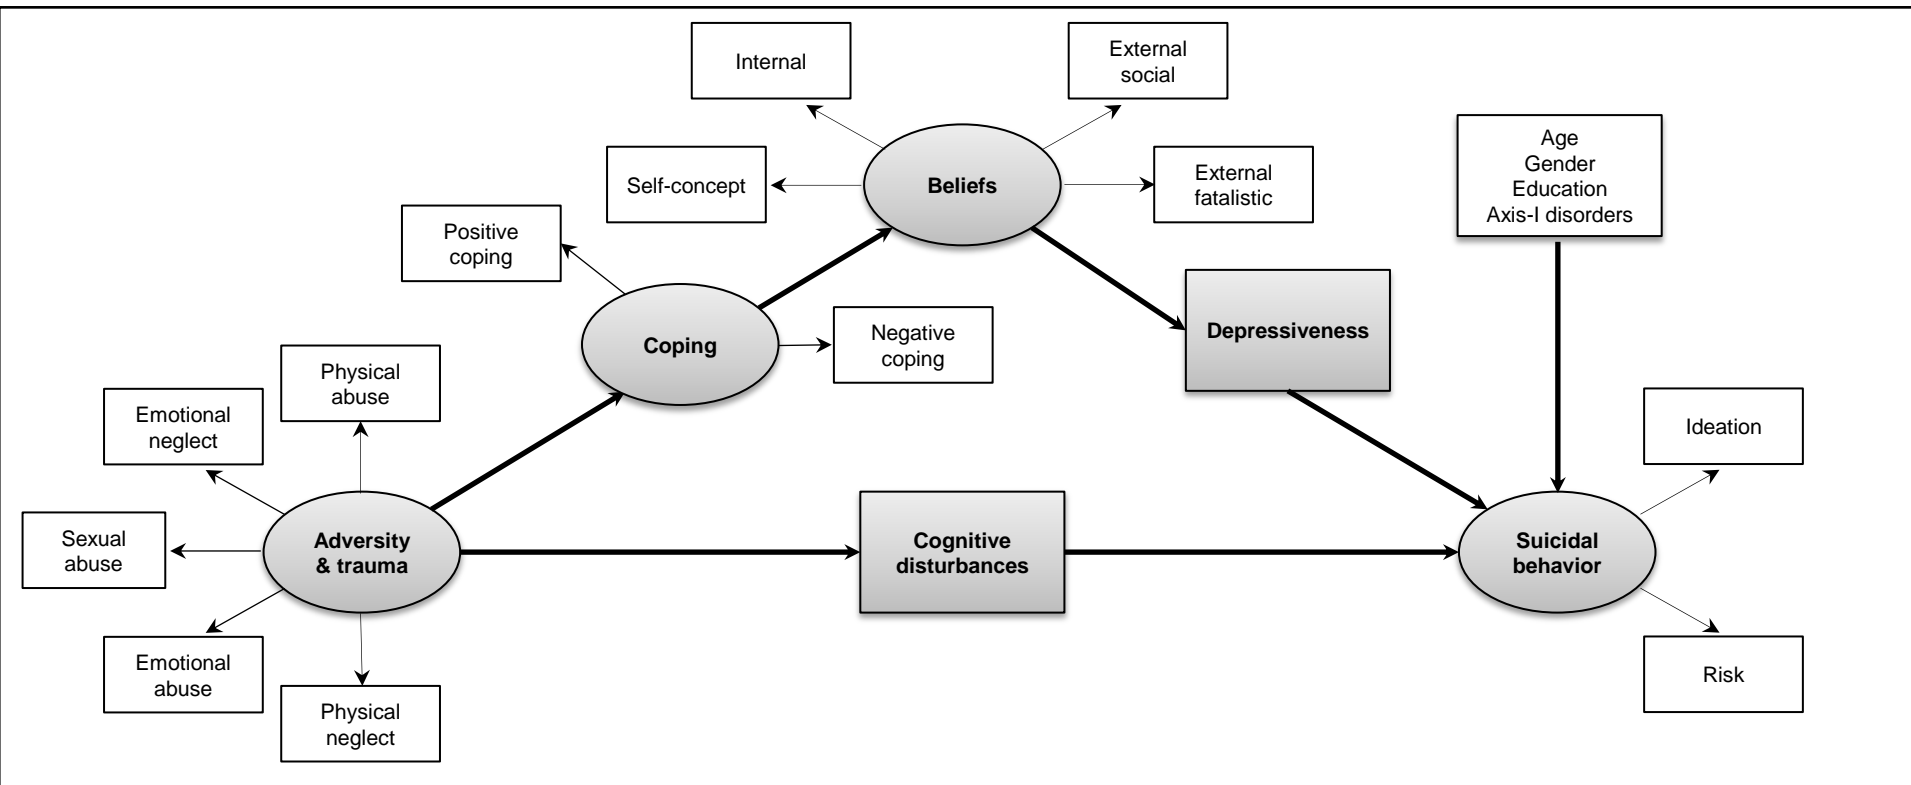 Internal
External
social
Age
Gender
Education
Axis-I disorders
Self-concept
Beliefs
External
fatalistic
Positive
coping
Coping
Negative
coping
Depressiveness
Physical
abuse
Emotional
neglect
Ideation
Sexual
abuse
Adversity
& trauma
Cognitive
disturbances
Suicidal
behavior
Emotional
abuse
Physical
neglect
Risk